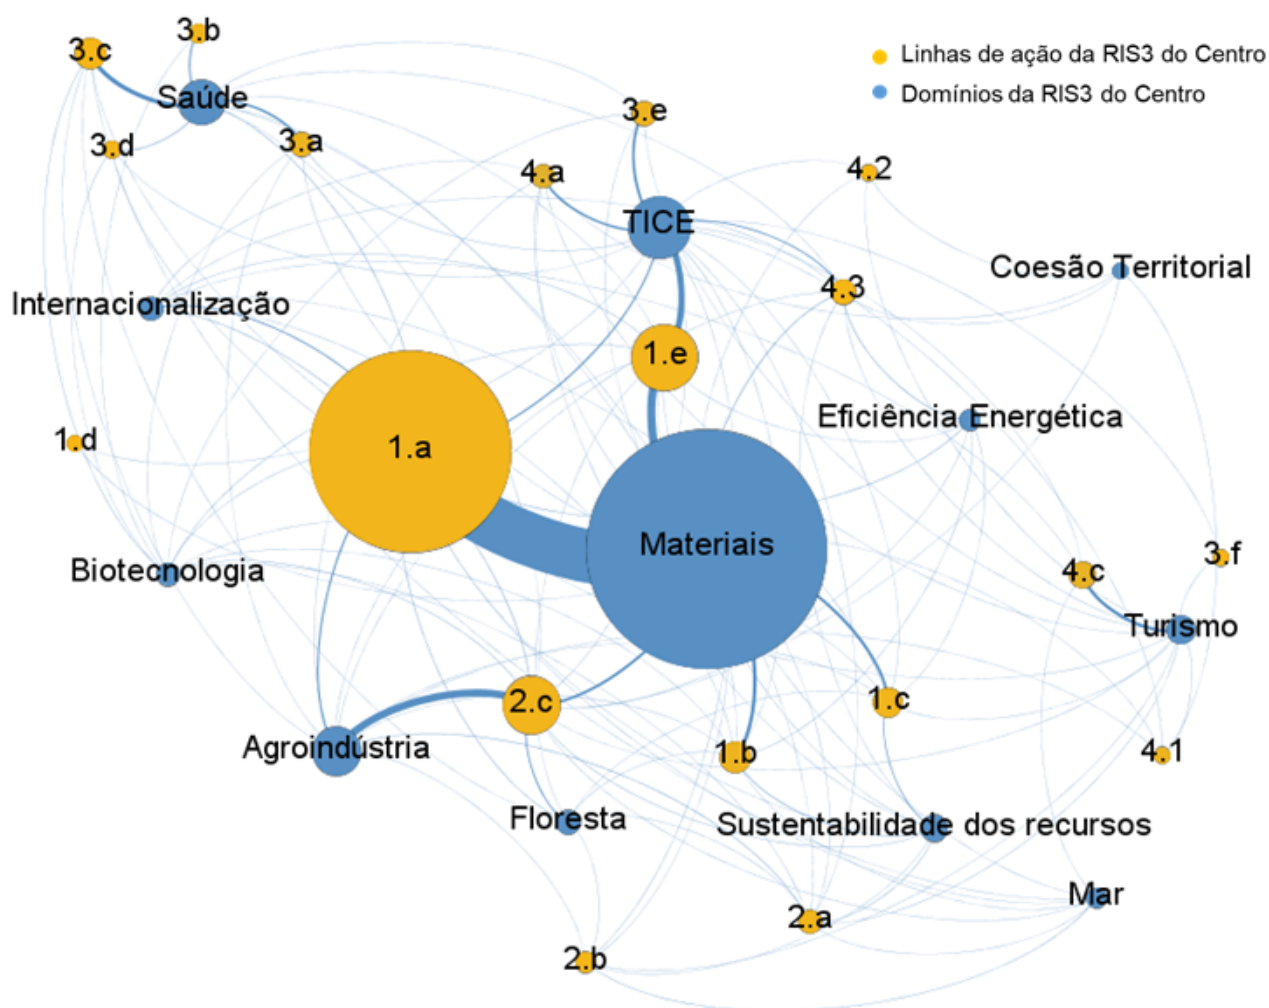 3.b
3.c
Linhas de ação da RIS3 do Centro
Domínios da RIS3 do Centro
Saúde
3.e
3.d
3.a
4.a
4.2
TICE
Coesão Territorial
Internacionalização
4.3
1.e
Eficiência Energética
1.d
1.a
Materiais
3.f
Biotecnologia
4.c
Turismo
2.c
1.c
Agroindústria
1.b
4.1
Floresta
Sustentabilidade dos recursos
Mar
2.a
2.b